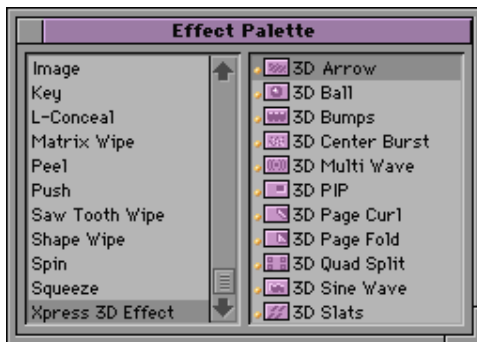 Effect Palette
Image
Key
L-Conceal
Matrix Wipe
Peel
Push
Saw Tooth Wipe
Shape Wipe
Spin
Squeeze
Xpress 3D Effect
3D Arrow
3D Ball
3D Bumps
3D Center Burst
3D Multi Wave
3D PIP
3D Page Curl
3D Page Fold
3D Quad Split
3D Sine Wave
3D Slats